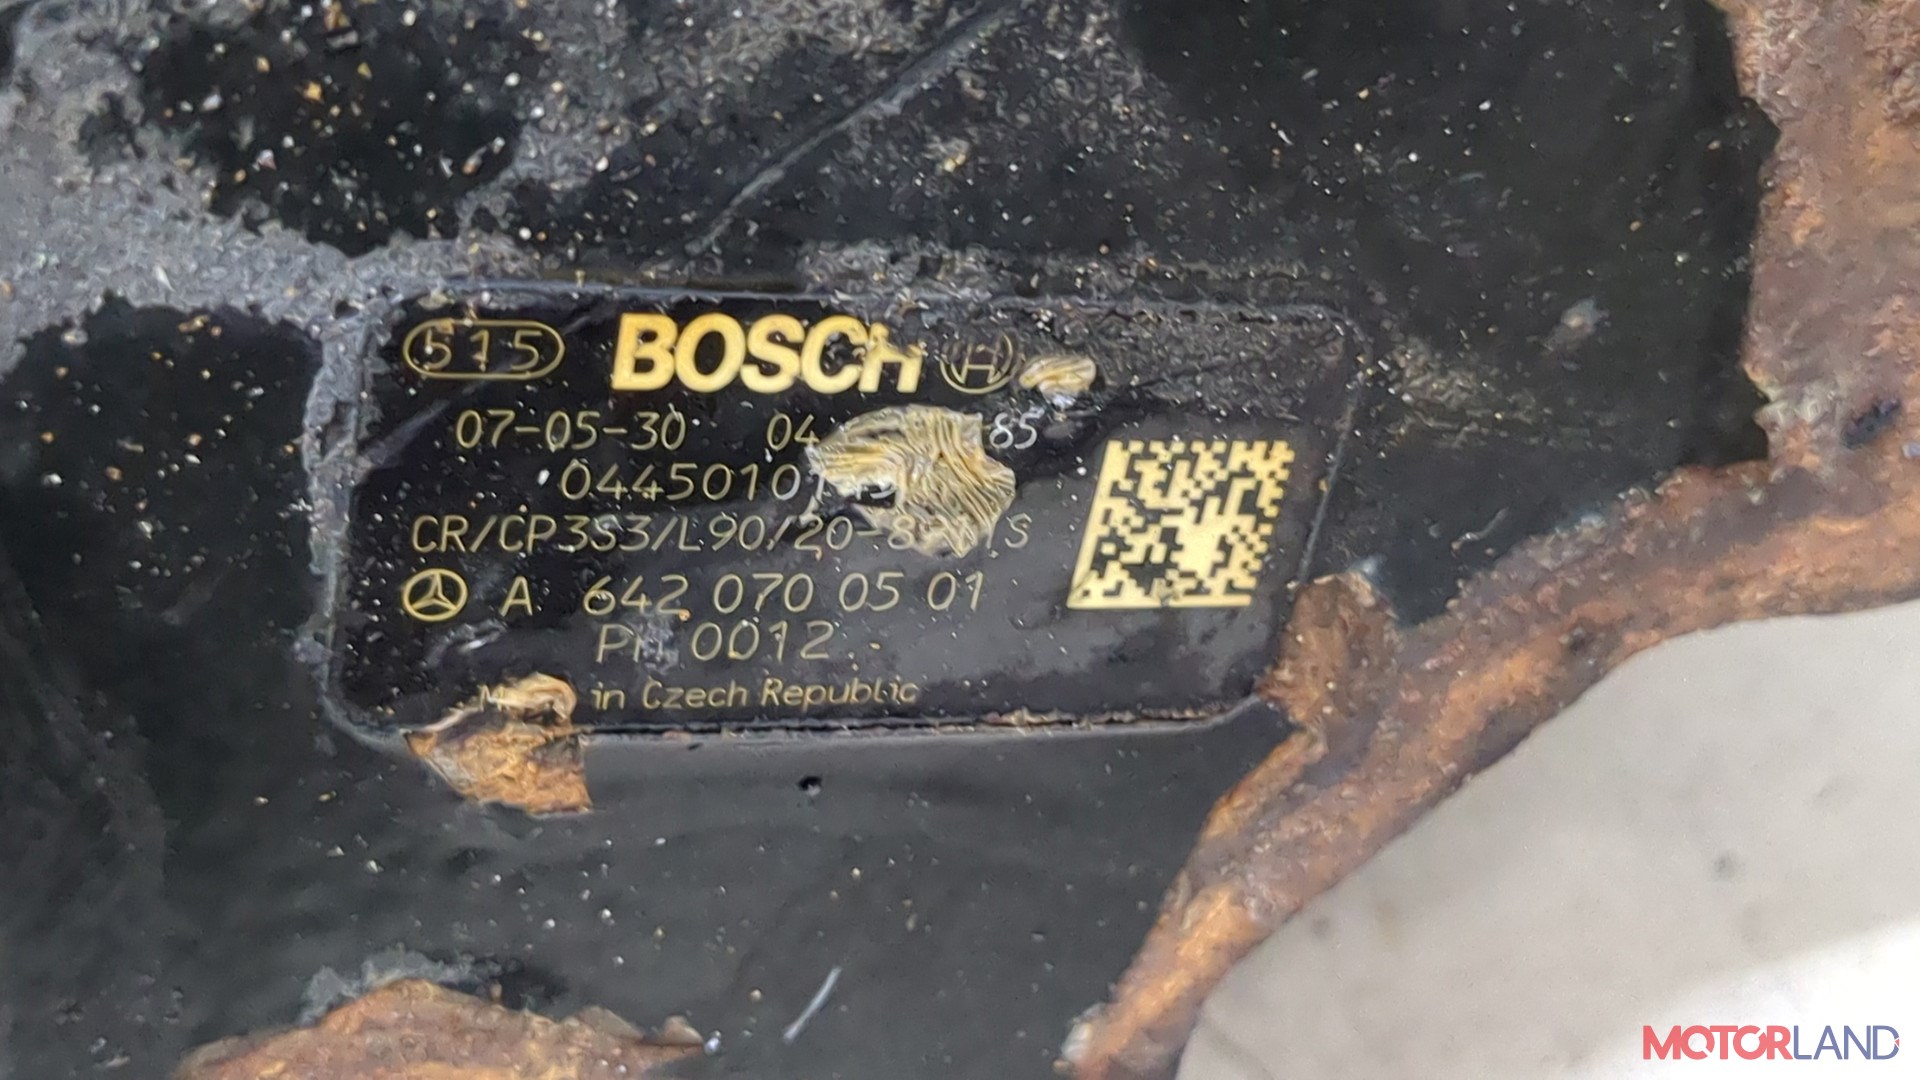 515 BOSCH
07-05-30
CR/CP3S3/L90/20-
A 642 070 05 01
0012
in Czech Republic
MOTORLAND